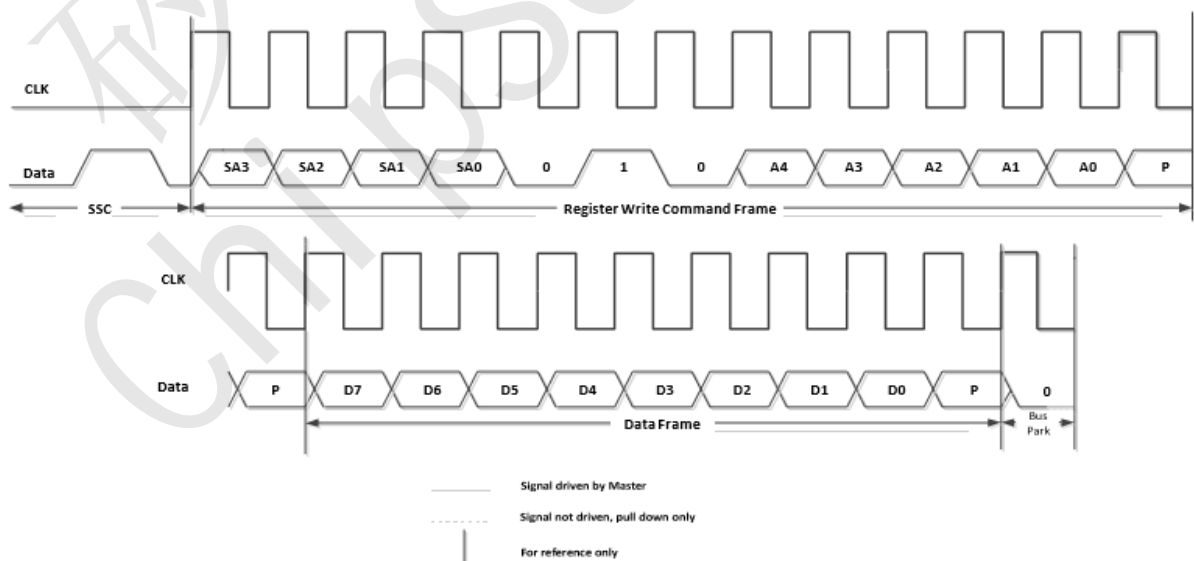 CLK
Data SA3 SA2 SA1 SA0 0 1 0 A4 A3 A2 A1 A0 P
SSC Register Write Command Frame
CLK
Data P D7 D6 D5 D4 D3 D2 D1 D0 P 0
Data Frame Bus
Park
Signal driven by Master
Signal not driven, pull down only
For reference only